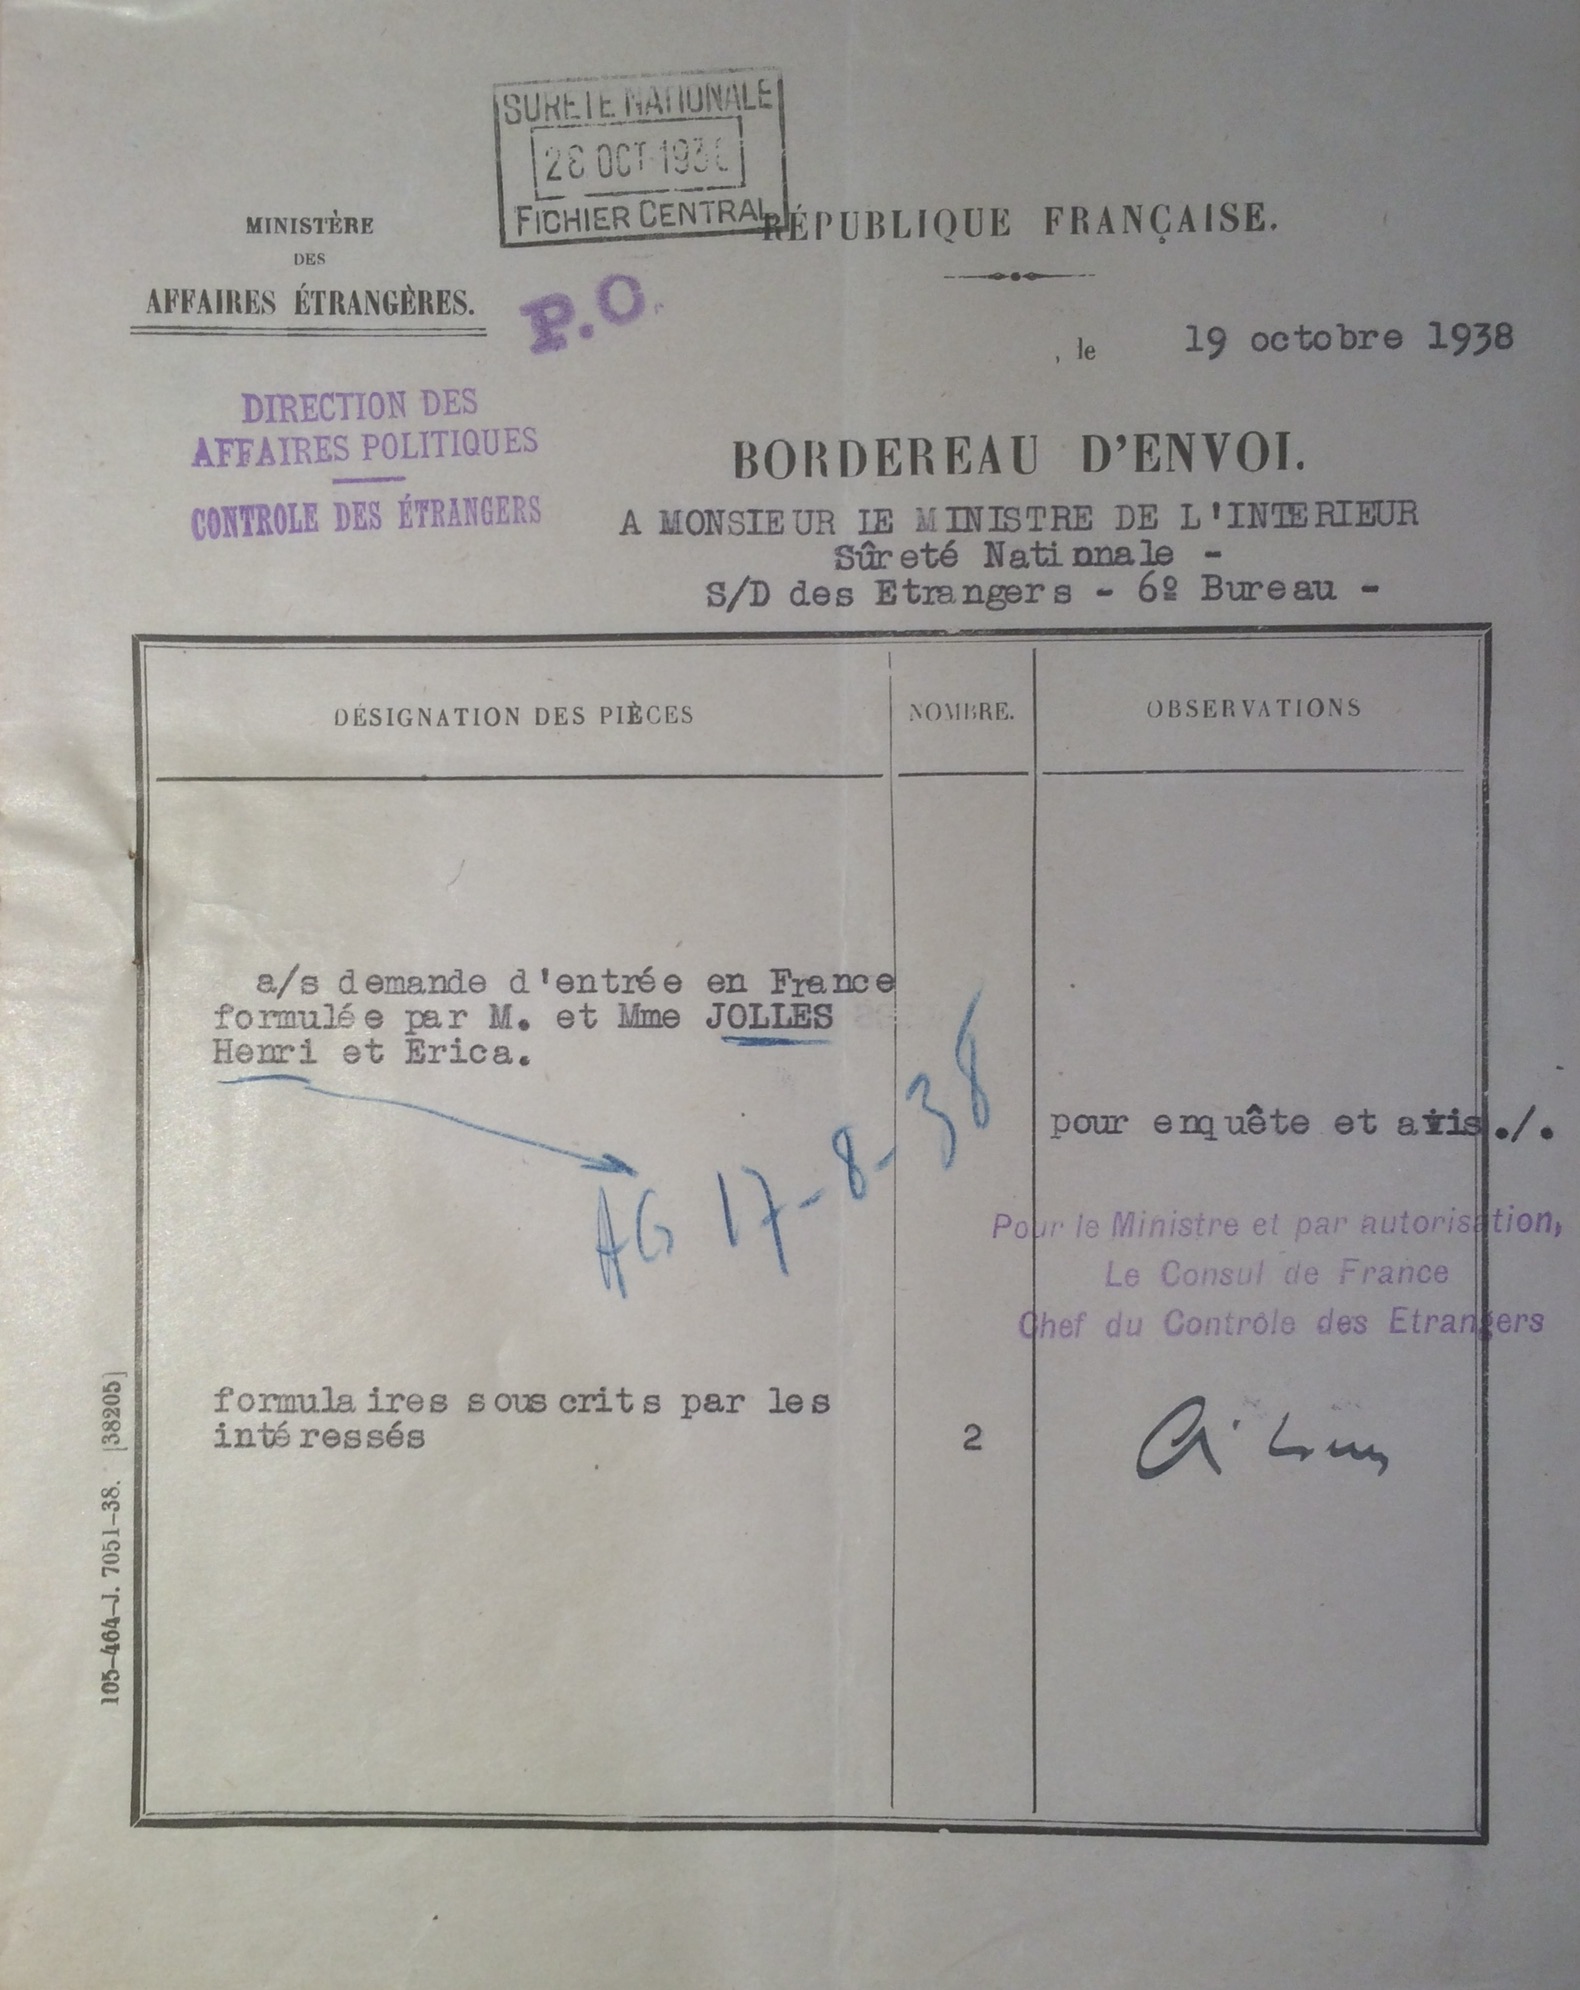 SURETE NATIONALE
OCT
FICHIER CENTRAL
MINISTÈRE
DES
AFFAIRES ÉTRANGÈRES.
RÉPUBLIQUE FRANÇAISE.
P.O.
, le 19 octobre 1938
DIRECTION DES
AFFAIRES POLITIQUES
CONTROLE DES ÉTRANGERS
BORDEREAU D'ENVOI.
A MONSIEUR LE MINISTRE DE L'INTERIEUR
Sûreté Nationale -
S/D des Etrangers - 6º Bureau -
DÉSIGNATION DES PIÈCES
NOMBRE.
OBSERVATIONS
a/s demande d'entrée en France
formulée par M. et Mme JOLLES
Henri et Erica.
AG 17-8-38
pour enquête et avis./.
Pour le Ministre et par autorisation,
Le Consul de France
Chef du Contrôle des Etrangers
formulaires souscrits par les
intéressés
2
105-464-J. 7051-38. [38205]